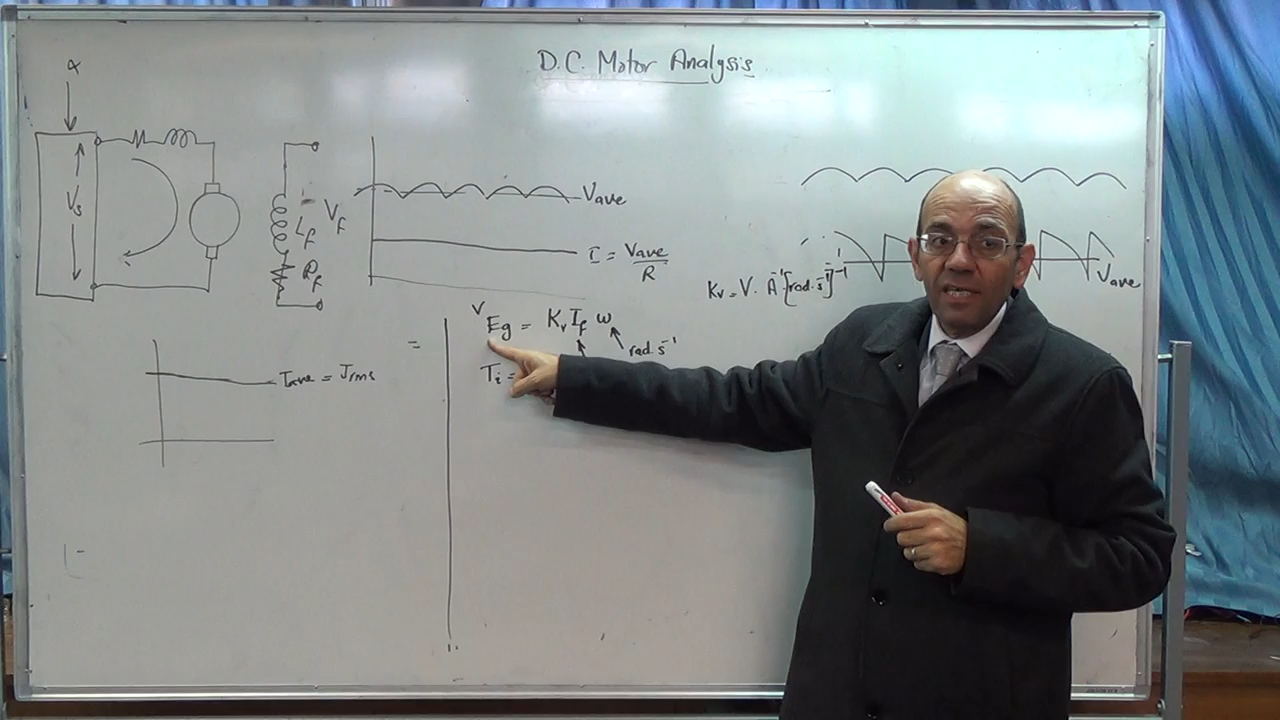 D.C. Motor Analysis
α
Vs
Lf
Vf
Rf
Vave
I = Vave/R
Kv = V · A⁻¹ [rad·s⁻¹]⁻¹
Vave
V
Eg = Kv If ω
rad·s⁻¹
Ti =
=
Iave = Irms